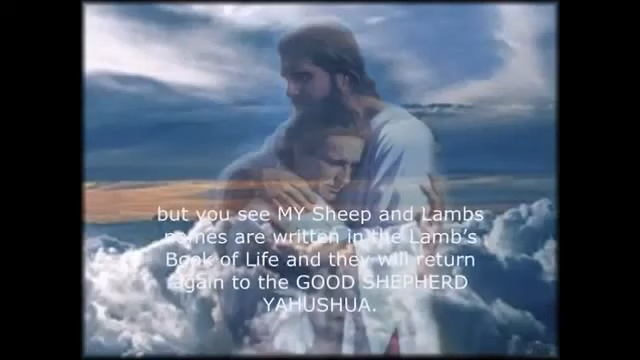 but you see MY Sheep and Lambs
names are written in the Lamb's
Book of Life and they will return
again to the GOOD SHEPHERD
YAHUSHUA.